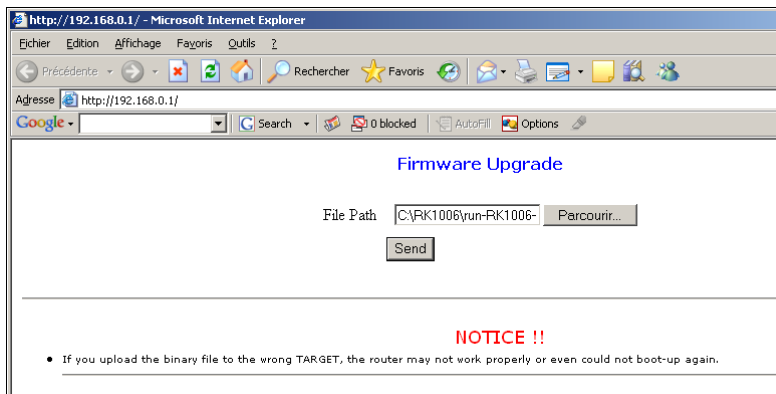 http://192.168.0.1/ - Microsoft Internet Explorer
Fichier Edition Affichage Favoris Outils ?
Précédente Rechercher Favoris
Adresse http://192.168.0.1/
Google Search 0 blocked AutoFill Options
Firmware Upgrade
File Path C:\RK1006\run-RK1006- Parcourir...
Send
NOTICE !!
• If you upload the binary file to the wrong TARGET, the router may not work properly or even could not boot-up again.